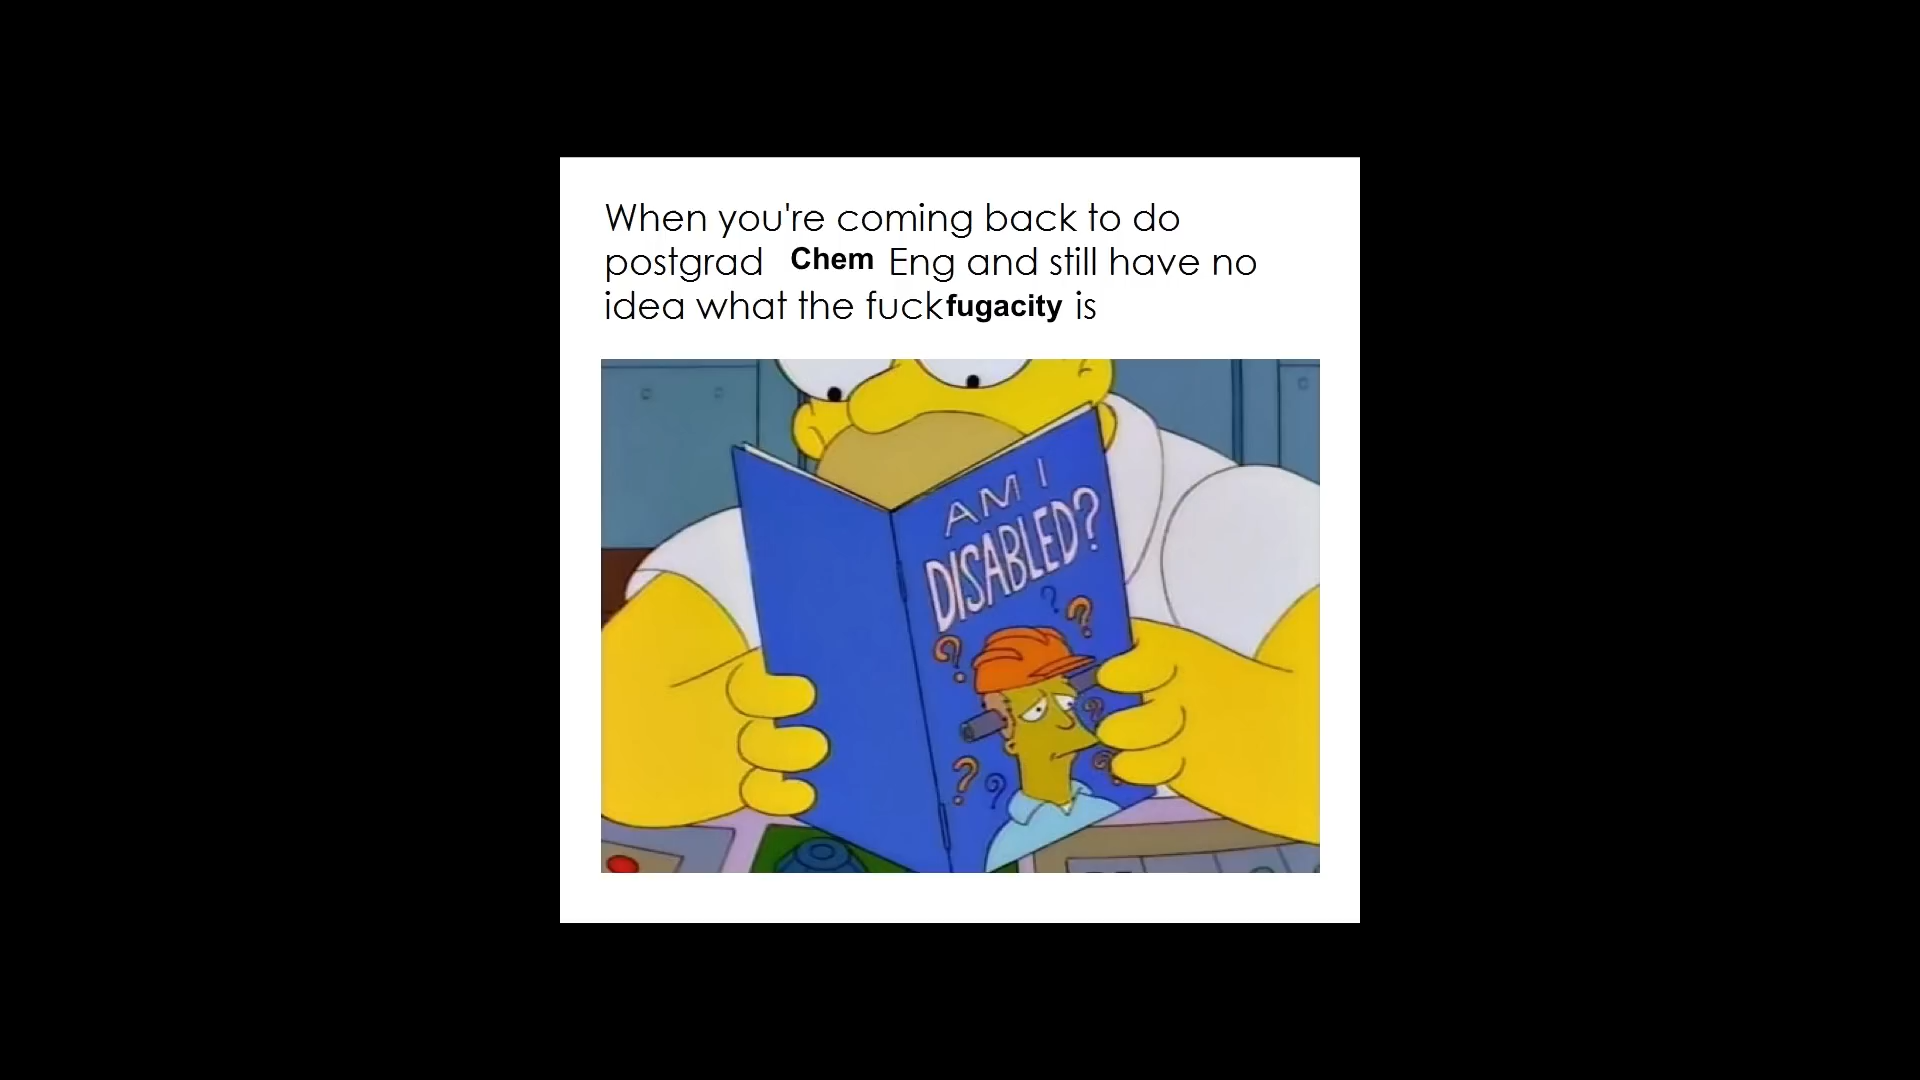 When you're coming back to do
postgrad Chem Eng and still have no
idea what the fuck fugacity is
AM I
DISABLED?